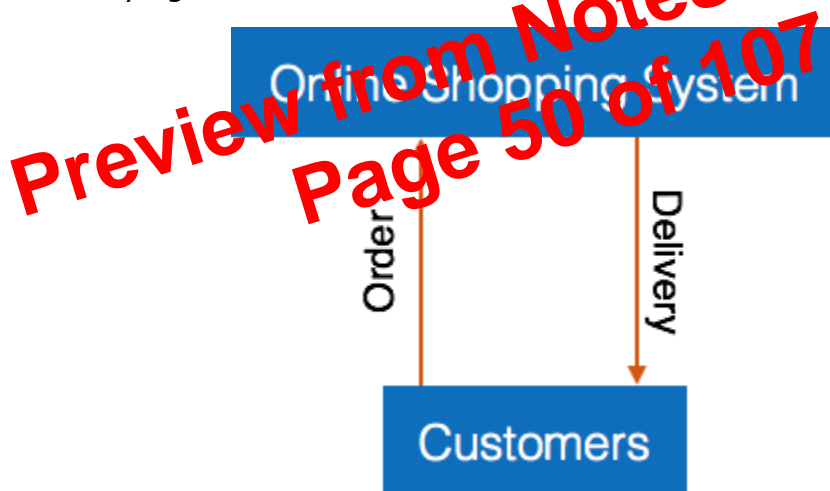 Preview from Notes
Page 50 of 107
Online Shopping System
Order
Delivery
Customers